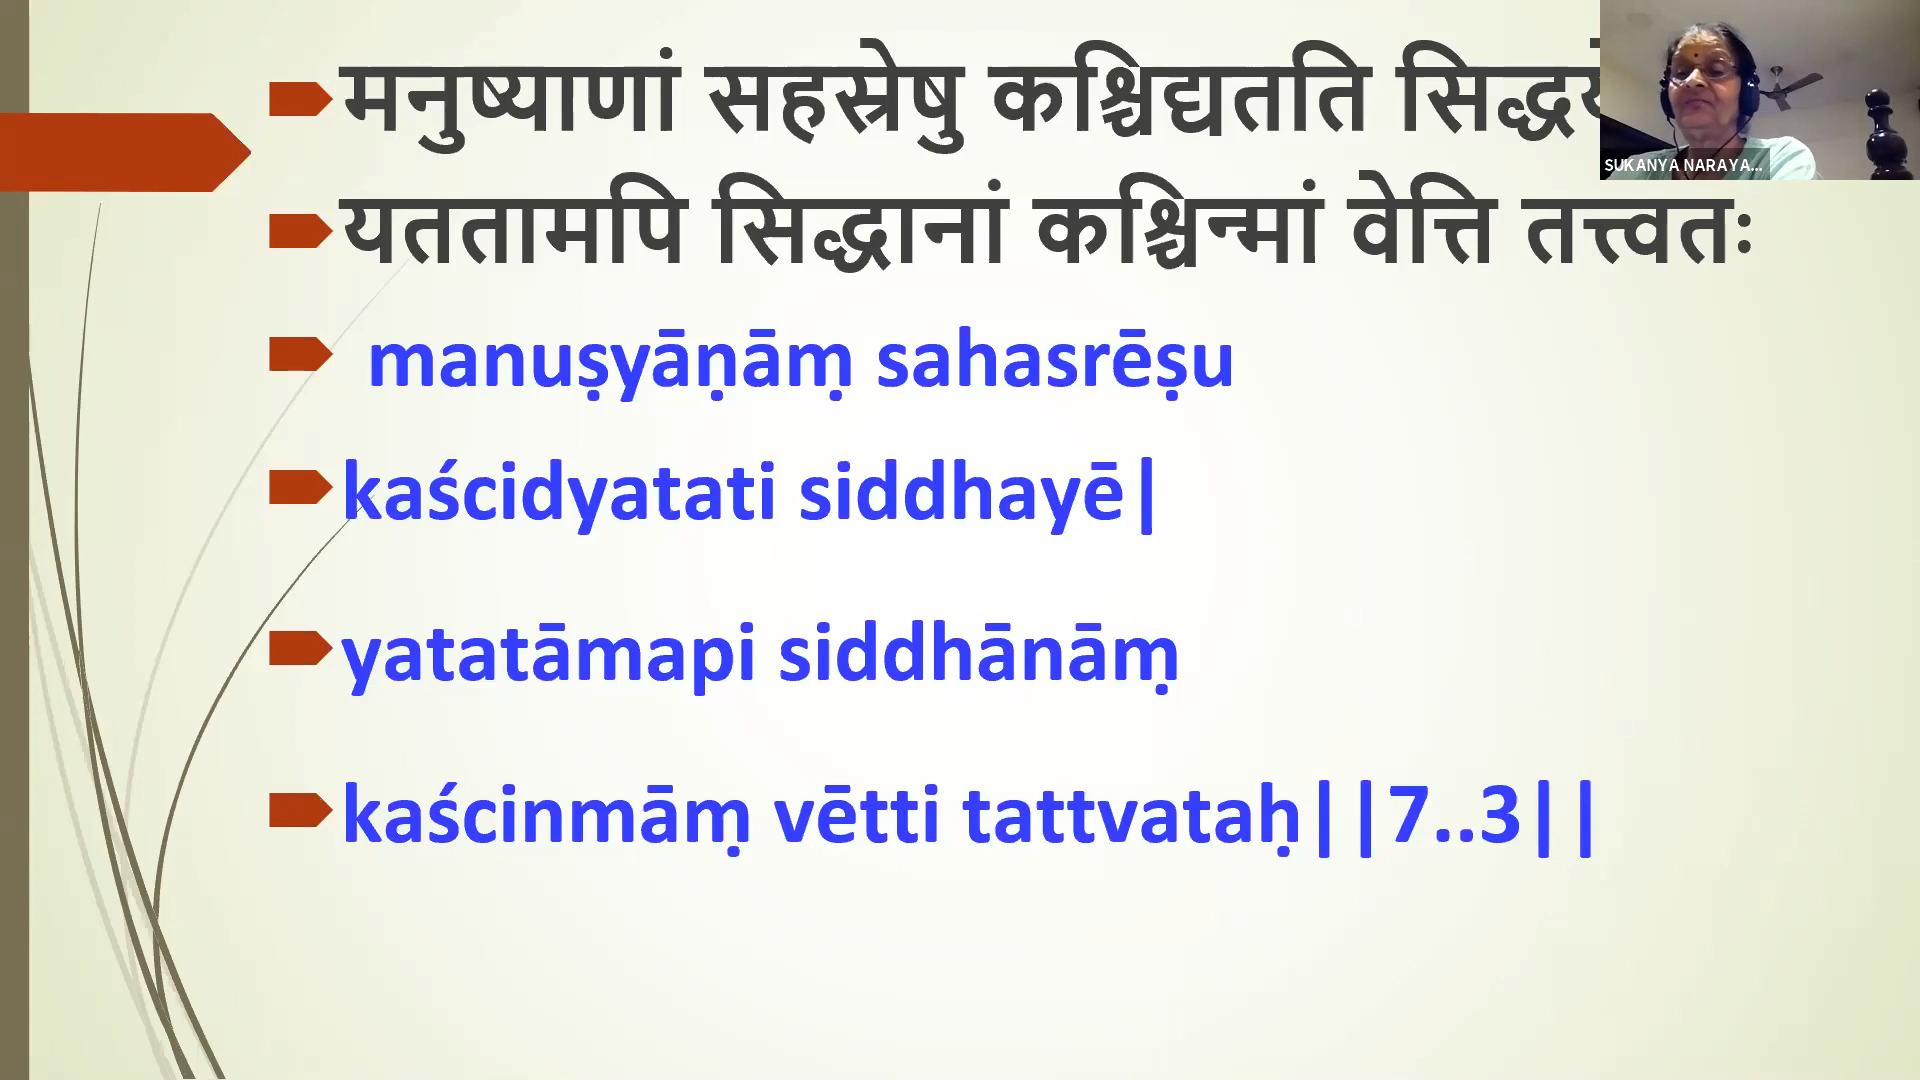 मनुष्याणां सहस्रेषु कश्चिद्यतति
SUKANYA NARAYA...
यततामपि सिद्धानां कश्चिन्मां वेत्ति तत्त्वतः
manuṣyāṇāṃ sahasrēṣu
kaścidyatati siddhayē|
yatatāmapi siddhānāṃ
kaścinmāṃ vētti tattvataḥ||7..3||